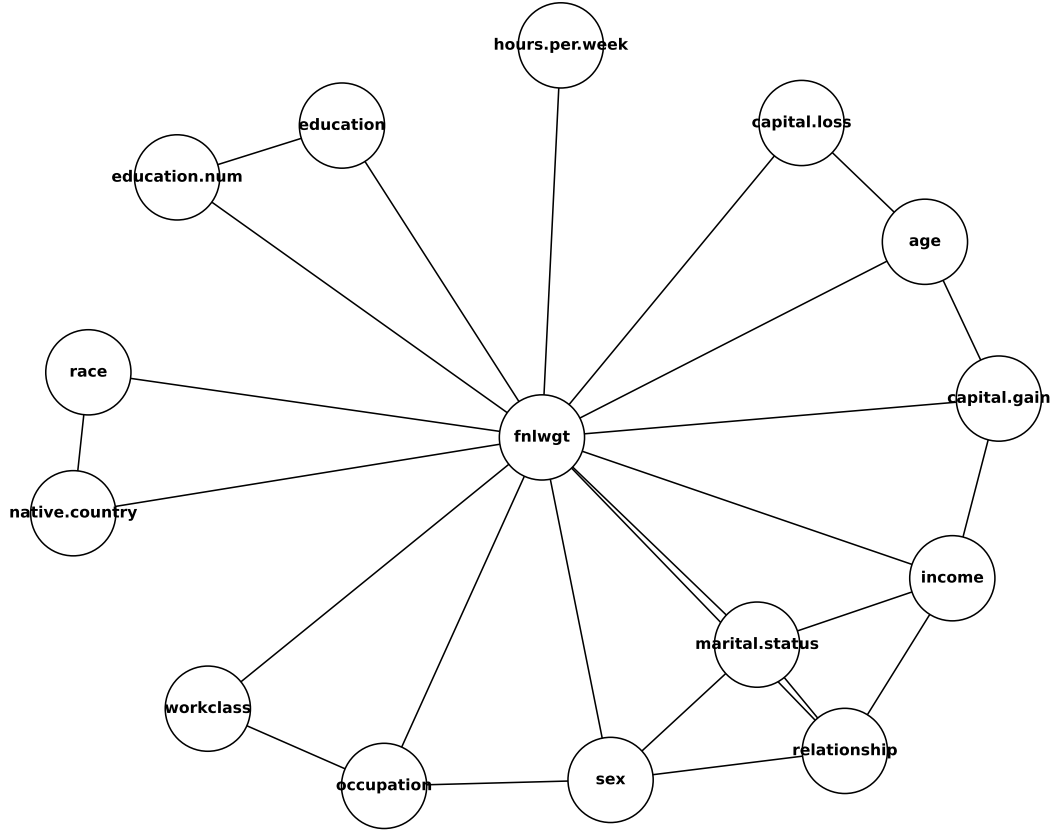 hours.per.week
capital.loss
education
education.num
age
race
capital.gain
fnlwgt
native.country
income
marital.status
workclass
relationship
sex
occupation